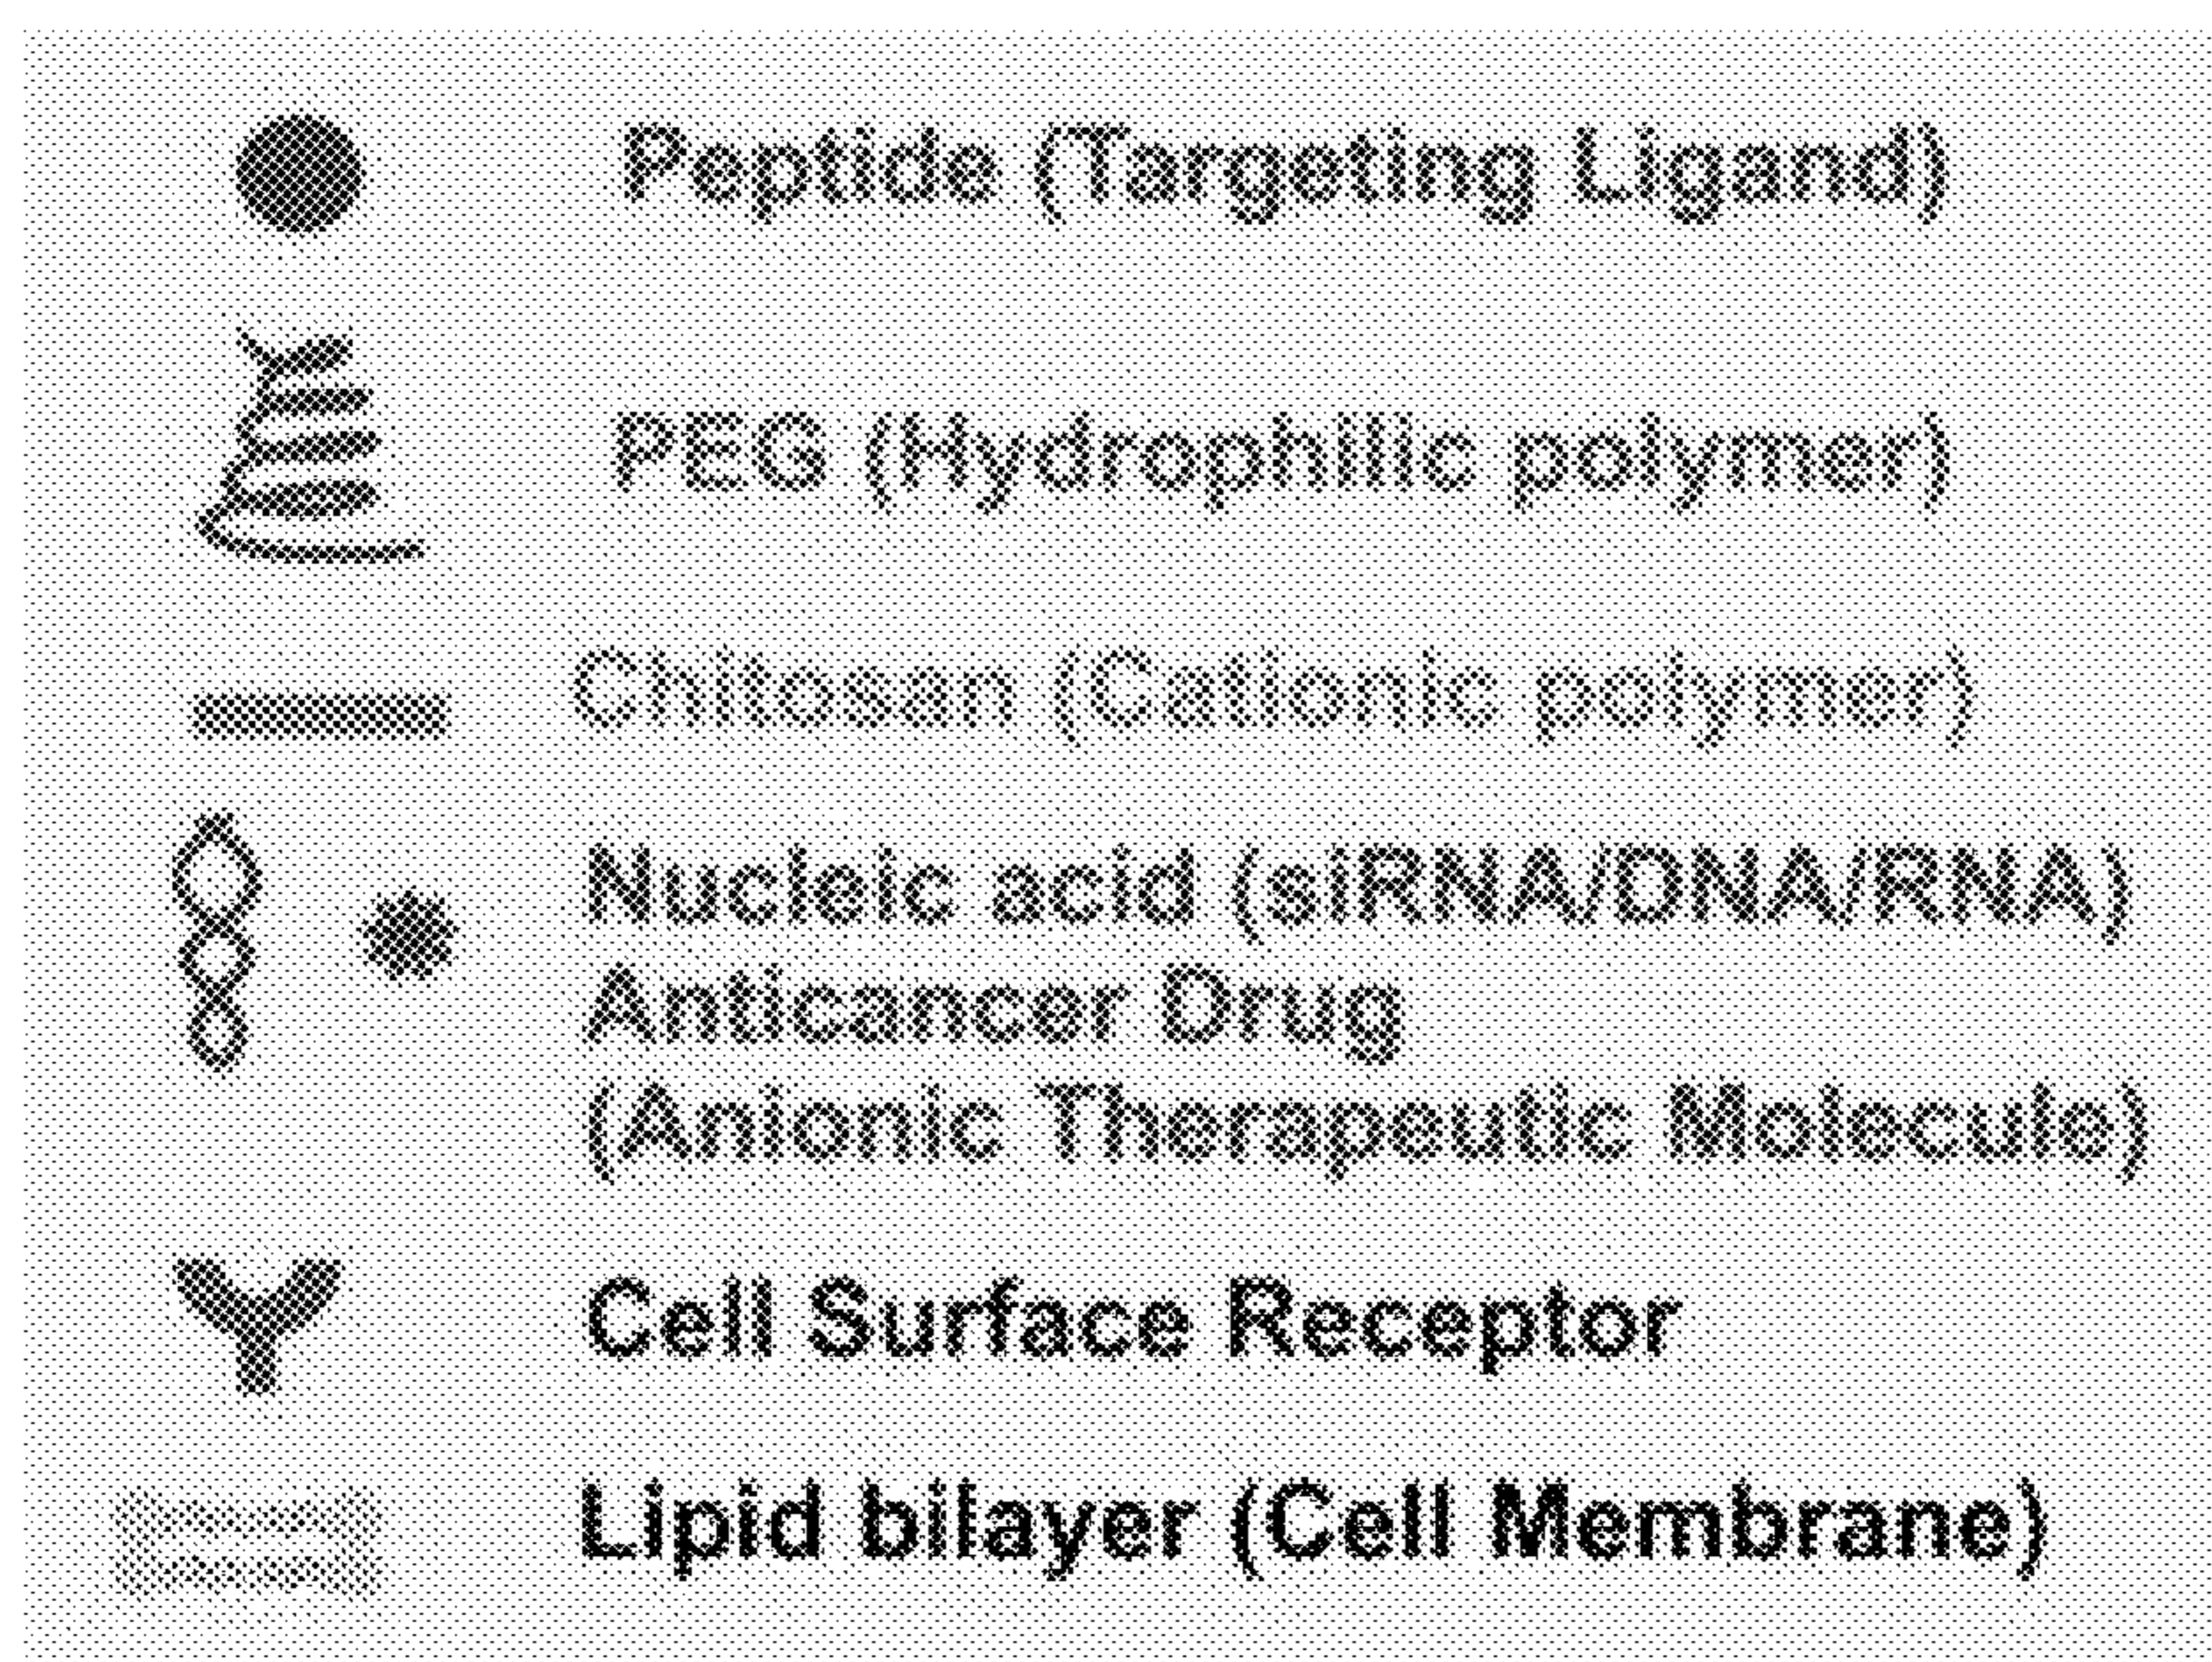 Peptide (Targeting Ligand)
PEG (Hydrophilic polymer)
Chitosan (Cationic polymer)
Nucleic acid (siRNA/DNA/RNA)
Anticancer Drug
(Anionic Therapeutic Molecule)
Cell Surface Receptor
Lipid bilayer (Cell Membrane)